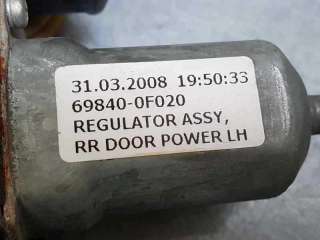 31.03.2008 19:50:33
69840-0F020
REGULATOR ASSY,
RR DOOR POWER LH